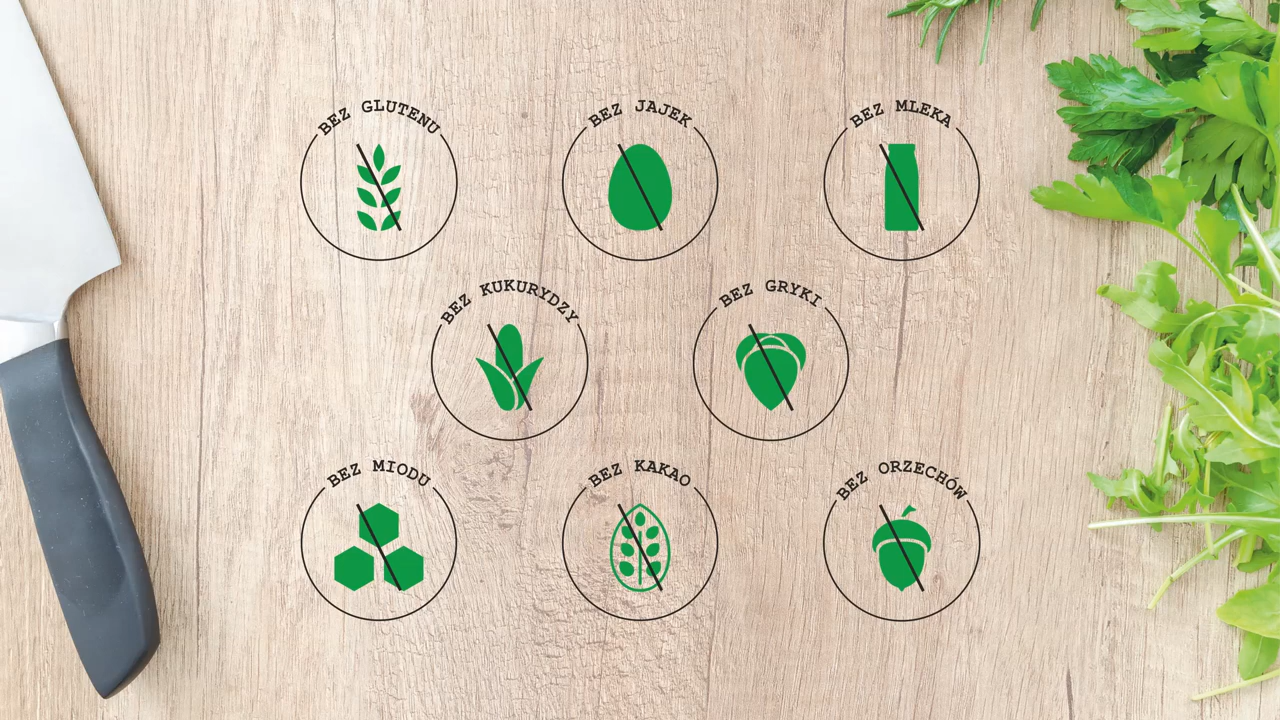 BEZ GLUTENU
BEZ JAJEK
BEZ MLEKA
BEZ KUKURYDZY
BEZ GRYKI
BEZ MIODU
BEZ KAKAO
BEZ ORZECHÓW